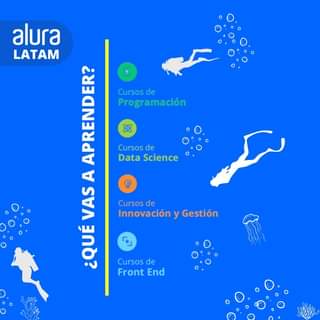 alura
LATAM
¿QUÉ VAS A APRENDER?
Cursos de
Programación
Cursos de
Data Science
Cursos de
Innovación y Gestión
Cursos de
Front End